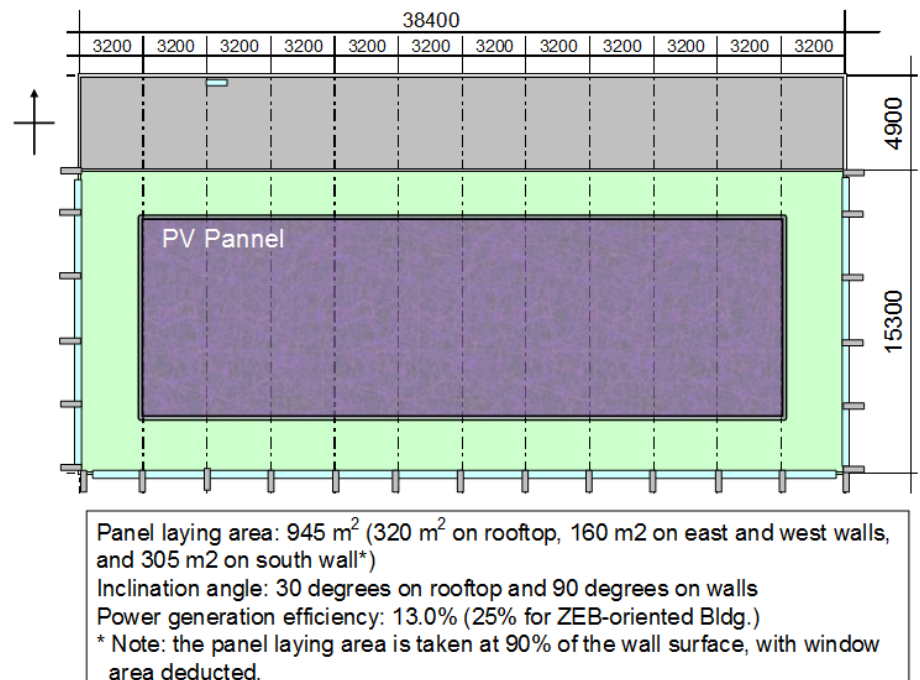 38400
3200 3200 3200 3200 3200 3200 3200 3200 3200 3200 3200 3200
4900
PV Pannel
15300
Panel laying area: 945 m² (320 m² on rooftop, 160 m2 on east and west walls,
and 305 m2 on south wall*)
Inclination angle: 30 degrees on rooftop and 90 degrees on walls
Power generation efficiency: 13.0% (25% for ZEB-oriented Bldg.)
* Note: the panel laying area is taken at 90% of the wall surface, with window
area deducted.